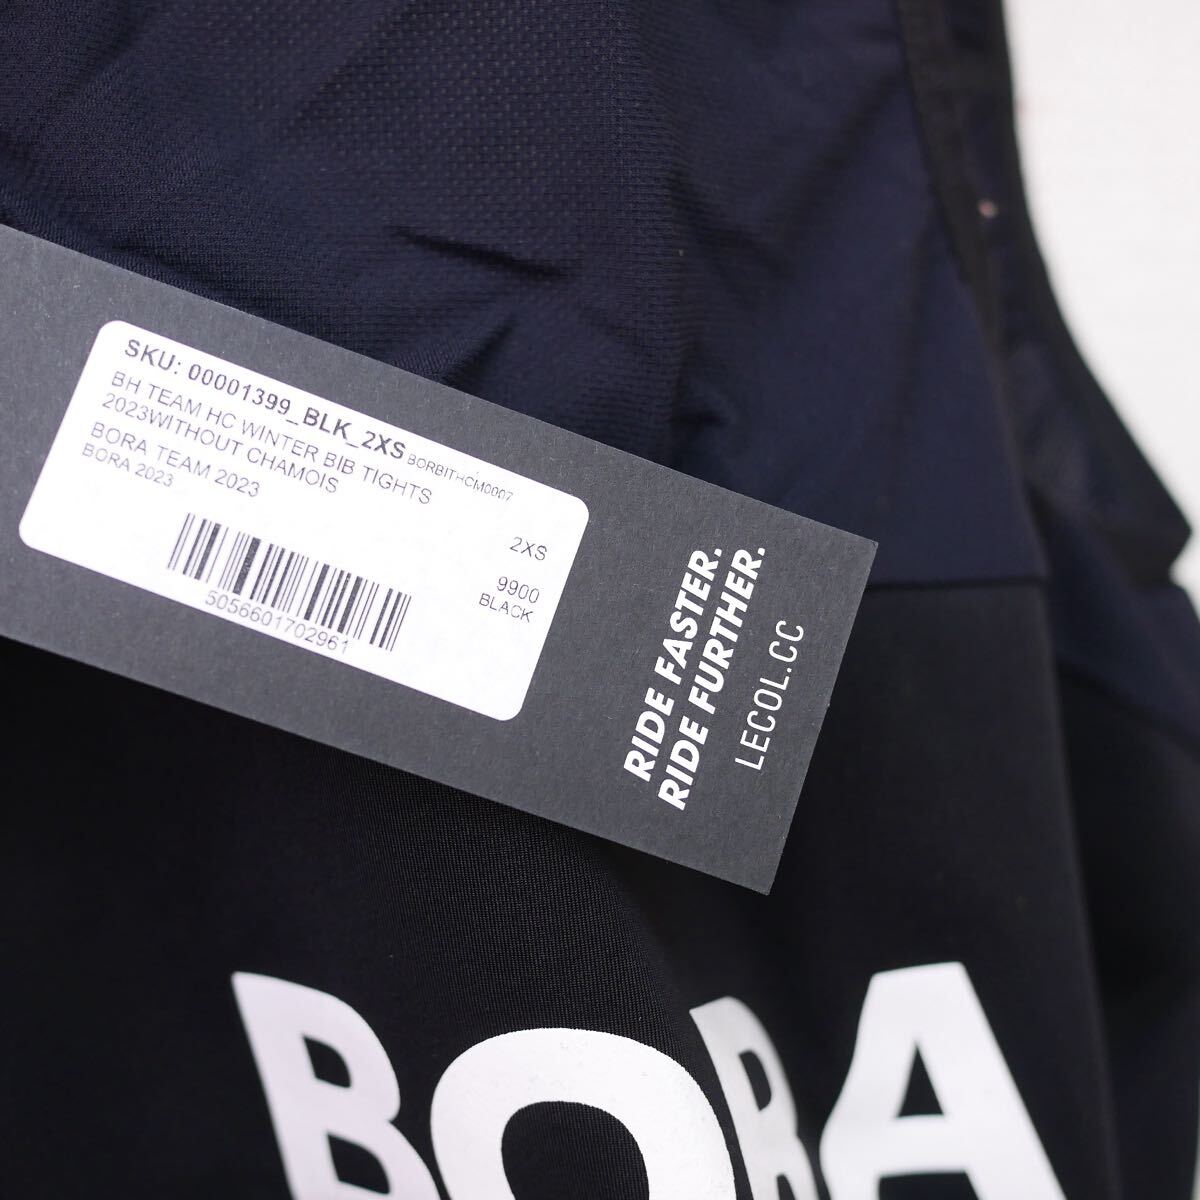 SKU: 00001399_BLK_2XS BORBITHCM0007
BH TEAM HC WINTER BIB TIGHTS
2023WITHOUT CHAMOIS
BORA TEAM 2023
BORA 2023
2XS
9900
BLACK
5056601702961
RIDE FASTER.
RIDE FURTHER.
LECOL.CC
BORA